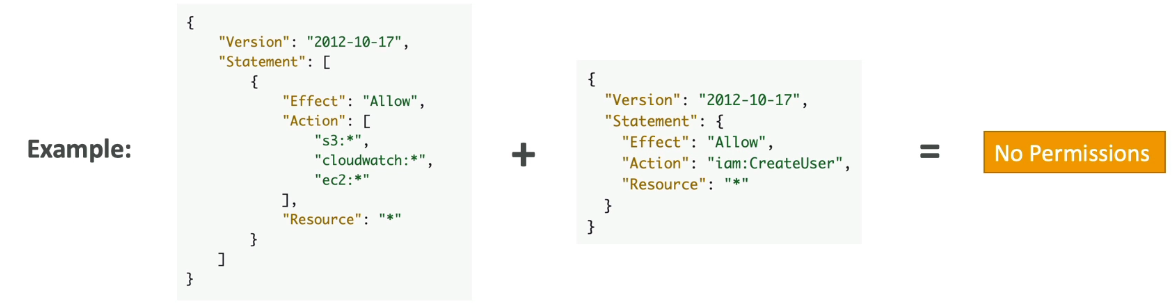 Example:
{
    "Version": "2012-10-17",
    "Statement": [
        {
            "Effect": "Allow",
            "Action": [
                "s3:*",
                "cloudwatch:*",
                "ec2:*"
            ],
            "Resource": "*"
        }
    ]
}
+
{
  "Version": "2012-10-17",
  "Statement": {
    "Effect": "Allow",
    "Action": "iam:CreateUser",
    "Resource": "*"
  }
}
=
No Permissions